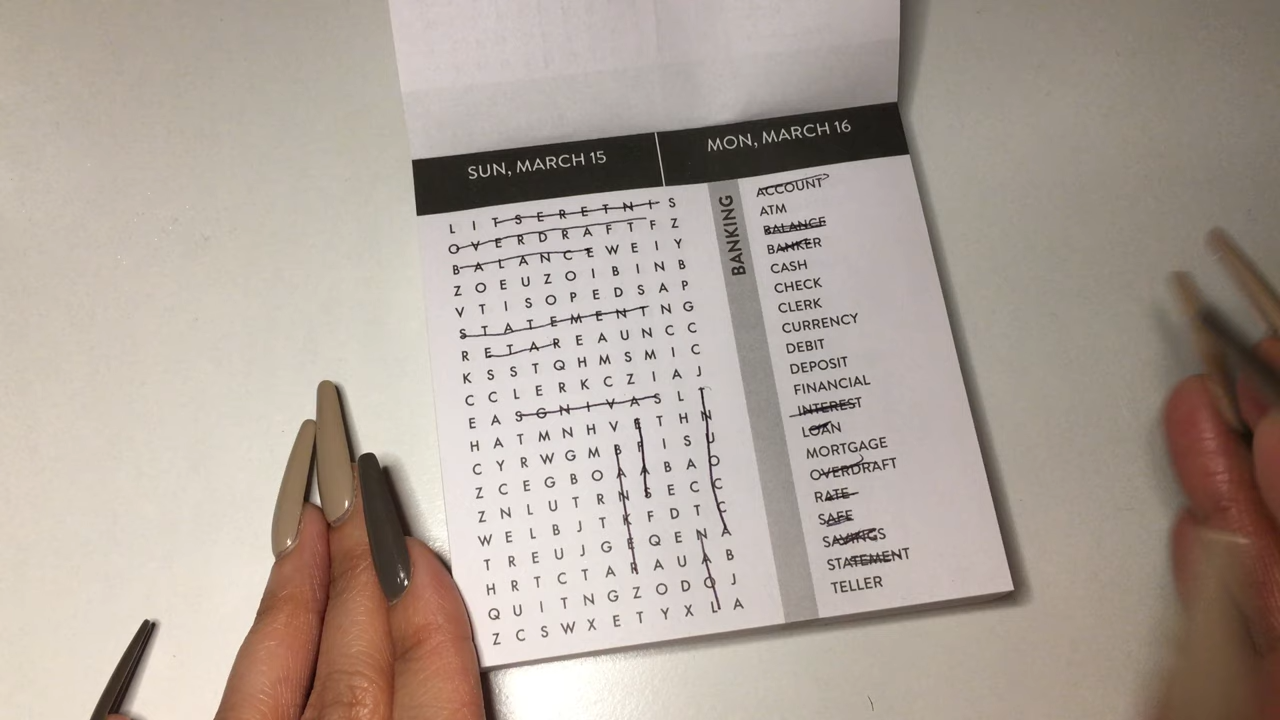 SUN, MARCH 15
MON, MARCH 16
L I T S E R E T N I S
O V E R D R A F T F Z
B A L A N C E W E I Y
Z O E U Z O I B I N B
V T I S O P E D S A P
S T A T E M E N T N G
R E T A R E A U N C C
K S S T Q H M S M I C
C C L E R K C Z I A J
E A S G N I V A S L
H A T M N H V E T H N
C Y R W G M B F I S U
Z C E G B O A A B A O
Z N L U T R N S E C C
W E L B J T K F D T C
T R E U J G E Q E N A
H R T C T A R A U A B
Q U I T N G Z O D O J
Z C S W X E T Y X L A
BANKING
ACCOUNT
ATM
BALANCE
BANKER
CASH
CHECK
CLERK
CURRENCY
DEBIT
DEPOSIT
FINANCIAL
INTEREST
LOAN
MORTGAGE
OVERDRAFT
RATE
SAFE
SAVINGS
STATEMENT
TELLER